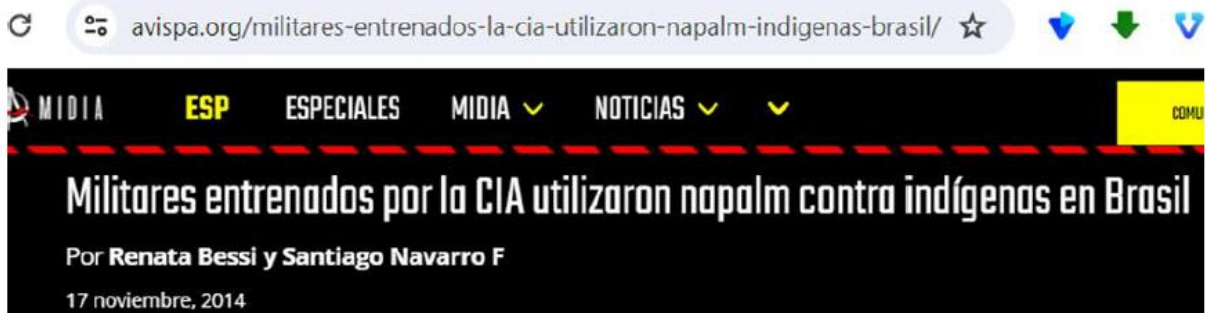 avispa.org/militares-entrenados-la-cia-utilizaron-napalm-indigenas-brasil/
MIDIA ESP ESPECIALES MIDIA NOTICIAS
Militares entrenados por la CIA utilizaron napalm contra indígenas en Brasil
Por Renata Bessi y Santiago Navarro F
17 noviembre, 2014